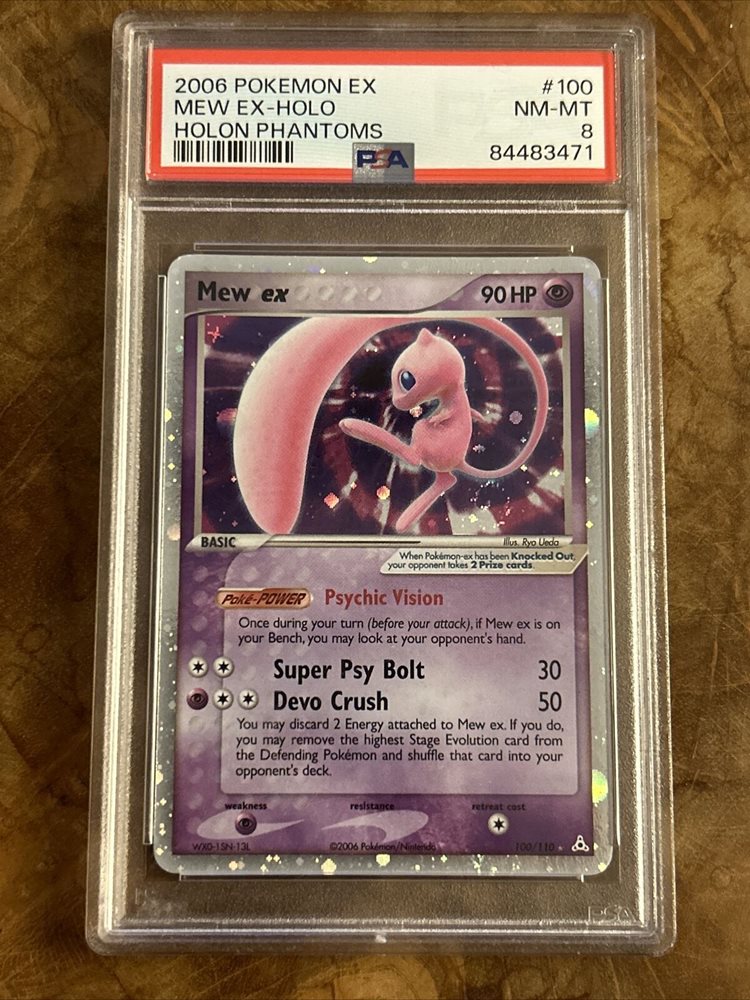 2006 POKEMON EX #100
MEW EX-HOLO NM-MT
HOLON PHANTOMS 8
PSA 84483471
Mew ex 90 HP
BASIC Illus. Ryo Ueda
When Pokémon-ex has been Knocked Out,
your opponent takes 2 Prize cards.
Poké-POWER Psychic Vision
Once during your turn (before your attack), if Mew ex is on
your Bench, you may look at your opponent's hand.
Super Psy Bolt 30
Devo Crush 50
You may discard 2 Energy attached to Mew ex. If you do,
you may remove the highest Stage Evolution card from
the Defending Pokémon and shuffle that card into your
opponent's deck.
weakness resistance retreat cost
WX0-1SN-13L ©2006 Pokémon/Nintendo 100/110
PSA